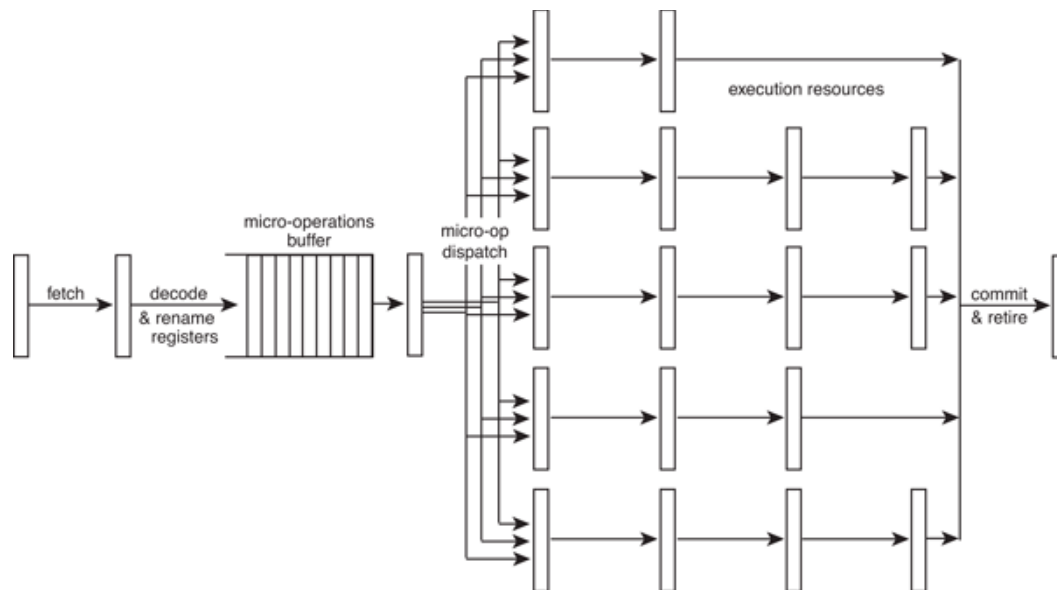 fetch
decode
& rename
registers
micro-operations
buffer
micro-op
dispatch
execution resources
commit
& retire